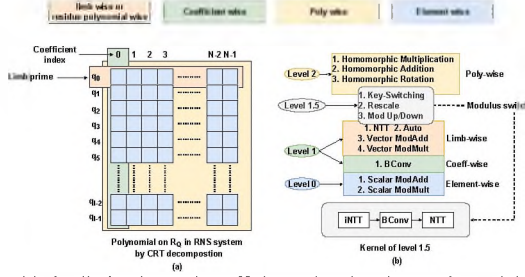 limb wise or
residue polynomial wise
Coefficient wise
Poly wise
Element wise
Coefficient
index
0 1 2 3 N-2 N-1
Limb prime
q0
q1
q2
q3
q4
q5
ql-2
ql-1
Polynomial on RQ in RNS system
by CRT decompostion
(a)
Level 2
1. Homomorphic Multiplication
2. Homomorphic Addition
3. Homomorphic Rotation
Poly-wise
Level 1.5
1. Key-Switching
2. Rescale
3. Mod Up/Down
Modulus switch
Level 1
1. NTT 2. Auto
3. Vector ModAdd
4. Vector ModMult
Limb-wise
1. BConv
Coeff-wise
Level 0
1. Scalar ModAdd
2. Scalar ModMult
Element-wise
iNTT
BConv
NTT
Kernel of level 1.5
(b)